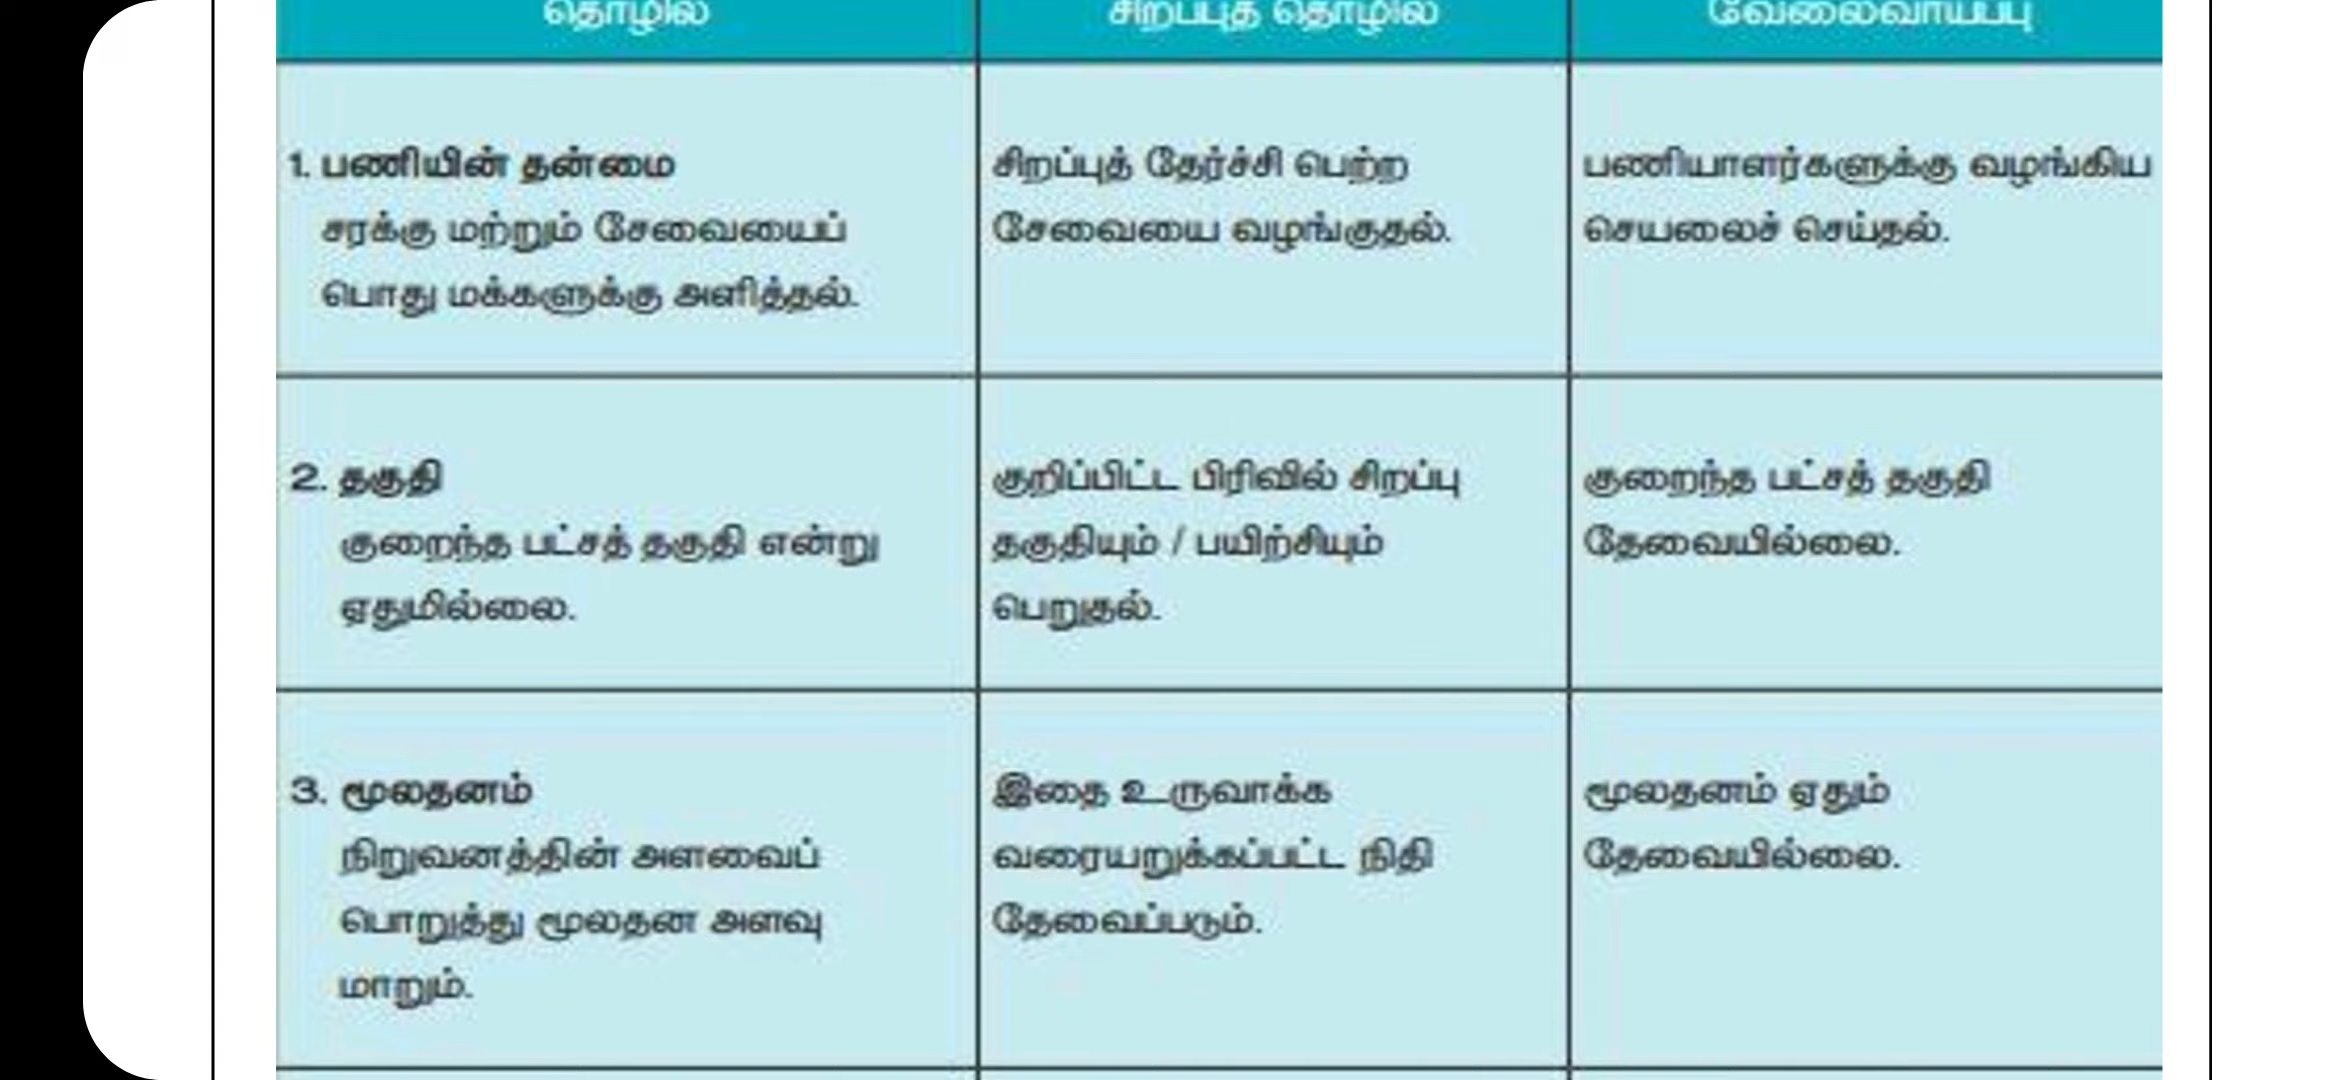 தொழில்
சிறப்புத் தொழில்
வேலைவாய்ப்பு
1. பணியின் தன்மை
சரக்கு மற்றும் சேவையைப்
பொது மக்களுக்கு அளித்தல்.
சிறப்புத் தேர்ச்சி பெற்ற
சேவையை வழங்குதல்.
பணியாளர்களுக்கு வழங்கிய
செயலைச் செய்தல்.
2. தகுதி
குறைந்த பட்சத் தகுதி என்று
ஏதுமில்லை.
குறிப்பிட்ட பிரிவில் சிறப்பு
தகுதியும் / பயிற்சியும்
பெறுதல்.
குறைந்த பட்சத் தகுதி
தேவையில்லை.
3. மூலதனம்
நிறுவனத்தின் அளவைப்
பொறுத்து மூலதன அளவு
மாறும்.
இதை உருவாக்க
வரையறுக்கப்பட்ட நிதி
தேவைப்படும்.
மூலதனம் ஏதும்
தேவையில்லை.